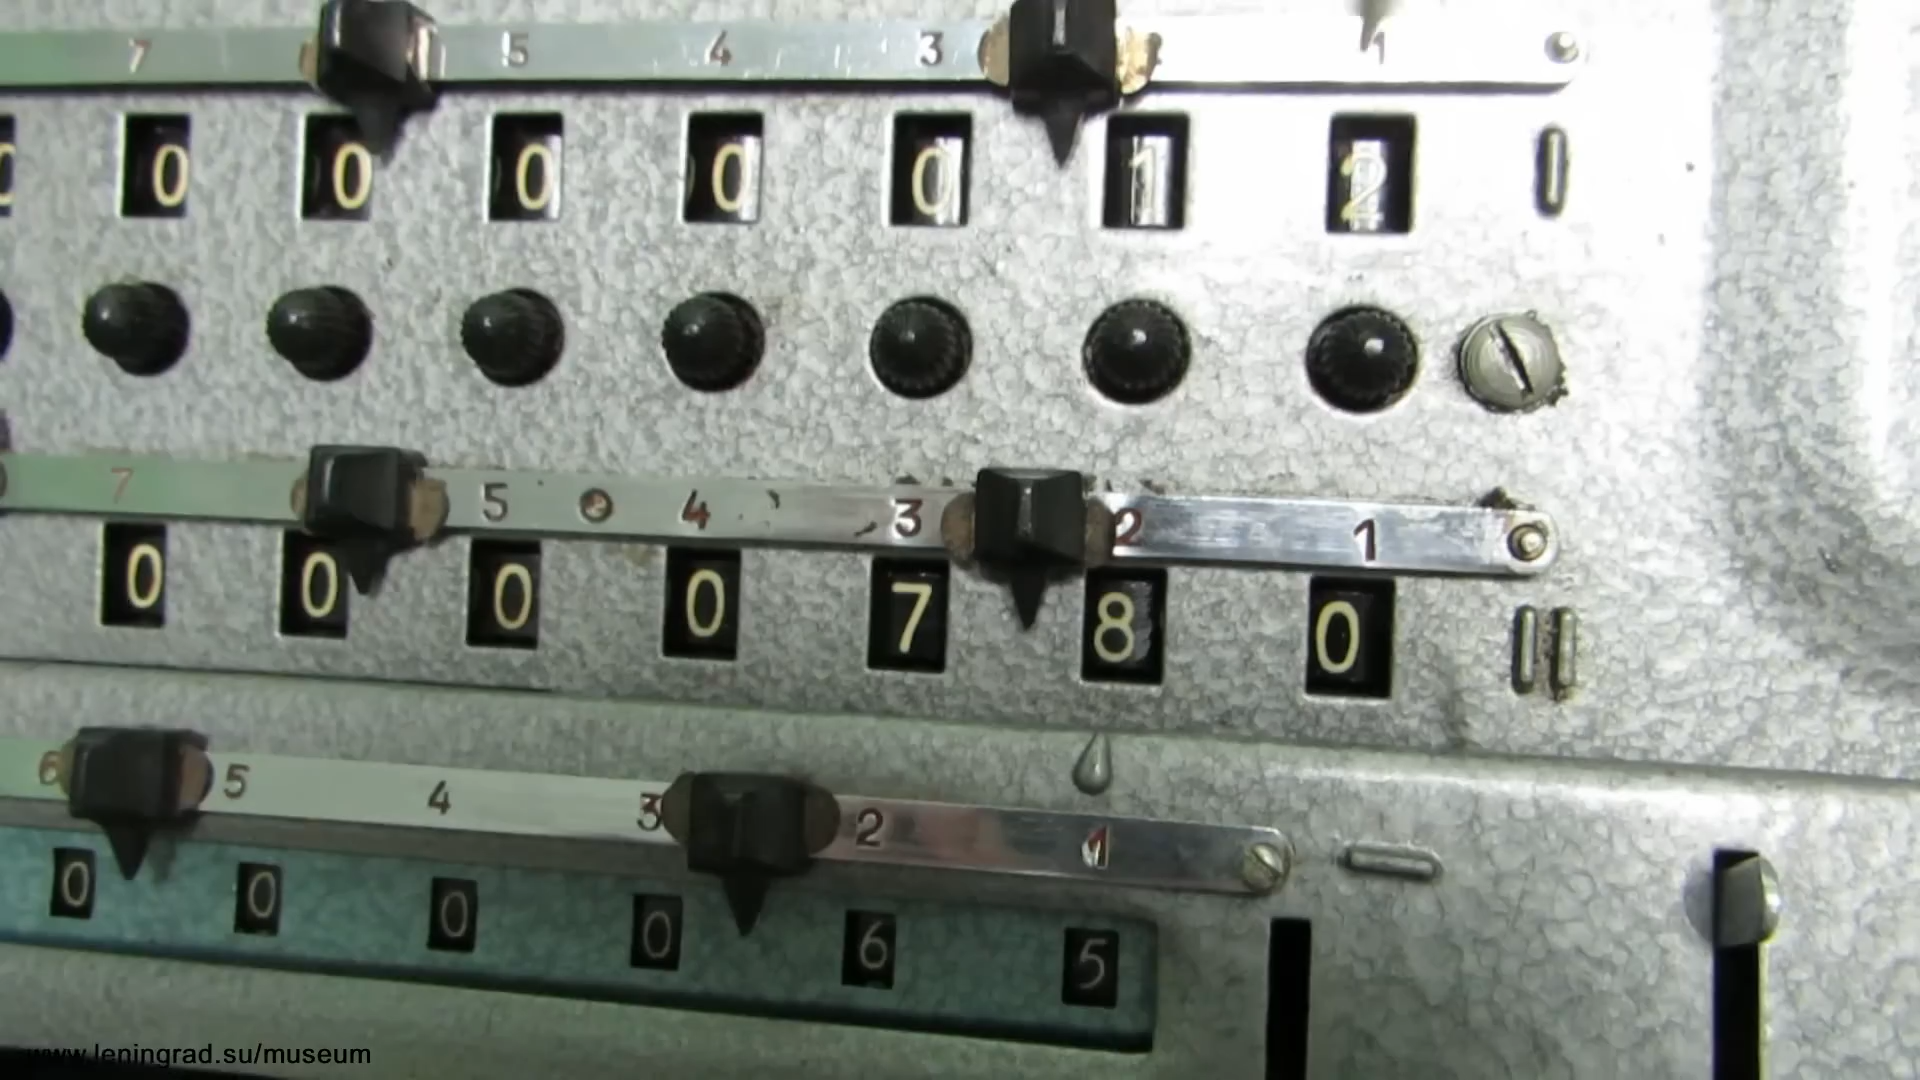 7 5 4 3 1
0 0 0 0 0 0 1 2
7 5 4 3 2 1
0 0 0 0 7 8 0
6 5 4 3 2 1
0 0 0 0 6 5
www.leningrad.su/museum